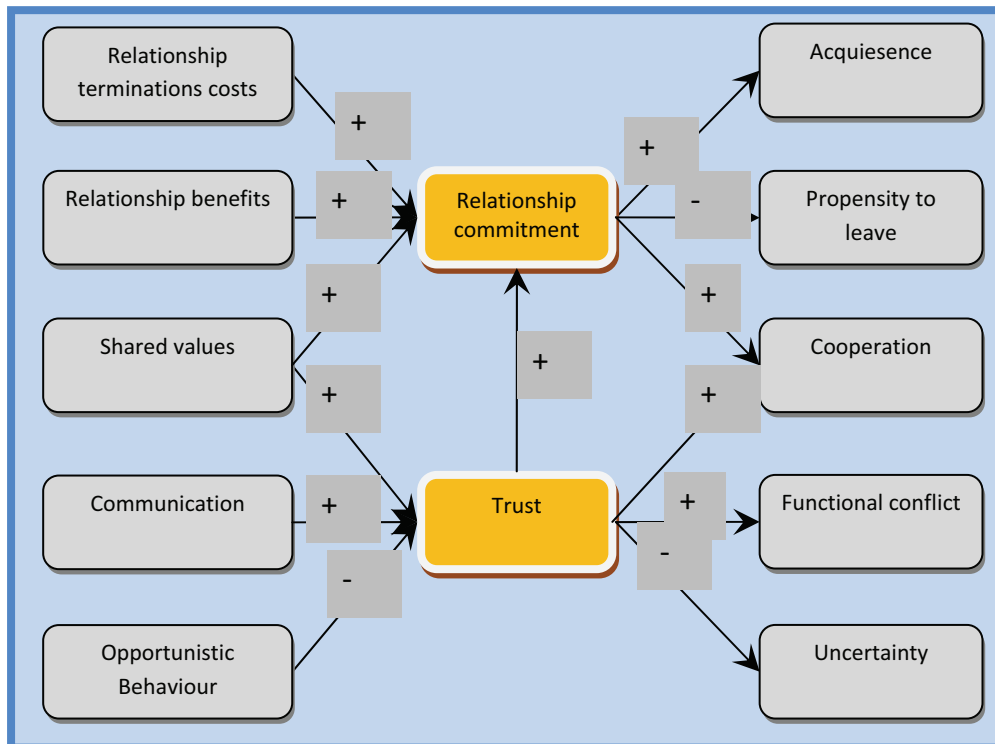 Relationship
terminations costs
Acquiesence
+
+
Relationship benefits
+
Relationship
commitment
-
Propensity to
leave
+
+
Shared values
+
Cooperation
+
+
Communication
+
Trust
+
Functional conflict
-
-
Opportunistic
Behaviour
Uncertainty